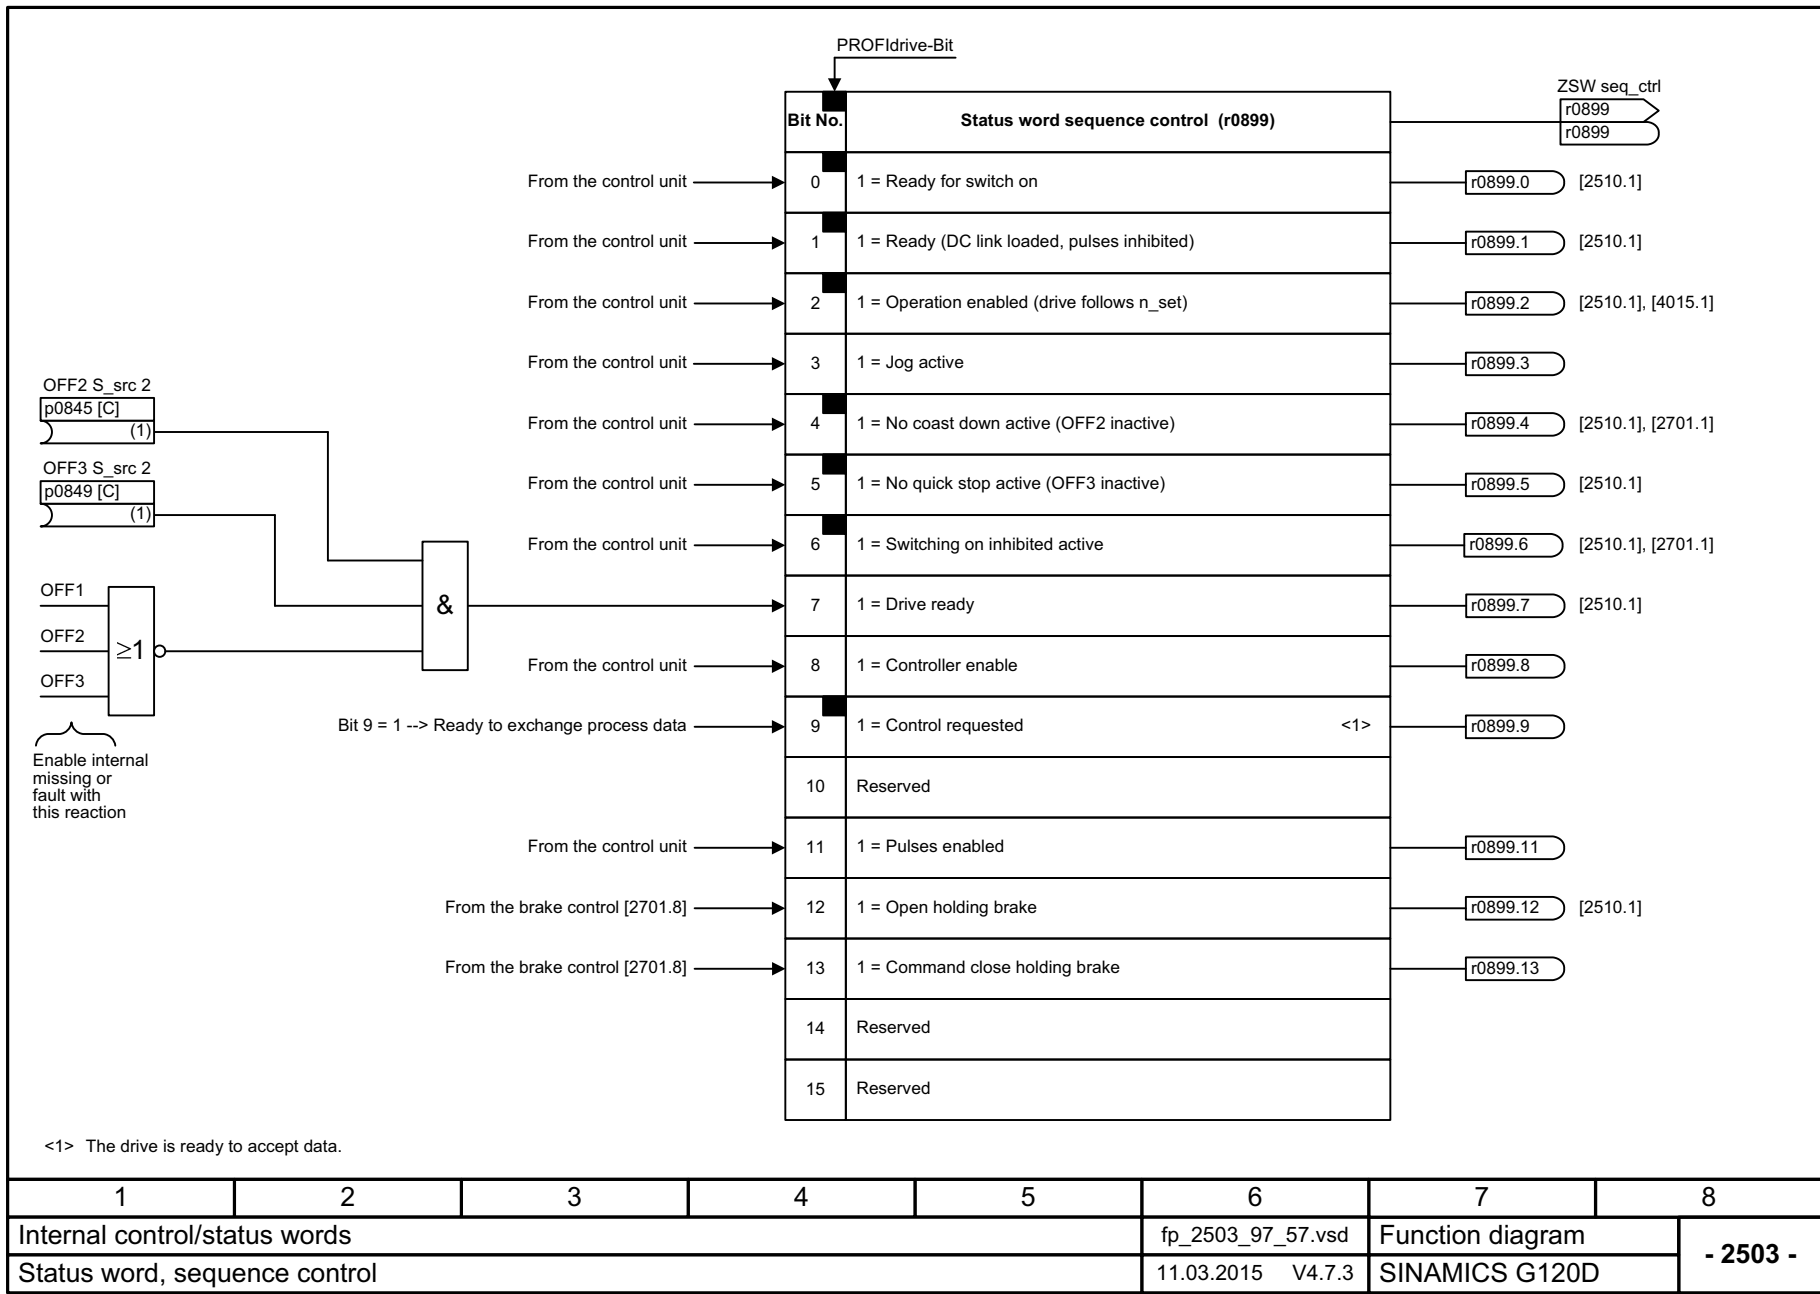 PROFIdrive-Bit
ZSW seq_ctrl
r0899
r0899
Bit No. Status word sequence control (r0899)
From the control unit 0 1 = Ready for switch on r0899.0 [2510.1]
From the control unit 1 1 = Ready (DC link loaded, pulses inhibited) r0899.1 [2510.1]
From the control unit 2 1 = Operation enabled (drive follows n_set) r0899.2 [2510.1], [4015.1]
From the control unit 3 1 = Jog active r0899.3
OFF2 S_src 2
p0845 [C]
(1)
From the control unit 4 1 = No coast down active (OFF2 inactive) r0899.4 [2510.1], [2701.1]
OFF3 S_src 2
p0849 [C]
(1)
From the control unit 5 1 = No quick stop active (OFF3 inactive) r0899.5 [2510.1]
From the control unit 6 1 = Switching on inhibited active r0899.6 [2510.1], [2701.1]
OFF1
OFF2
OFF3
≥1
&
7 1 = Drive ready r0899.7 [2510.1]
From the control unit 8 1 = Controller enable r0899.8
Bit 9 = 1 --> Ready to exchange process data 9 1 = Control requested <1> r0899.9
Enable internal
missing or
fault with
this reaction
10 Reserved
From the control unit 11 1 = Pulses enabled r0899.11
From the brake control [2701.8] 12 1 = Open holding brake r0899.12 [2510.1]
From the brake control [2701.8] 13 1 = Command close holding brake r0899.13
14 Reserved
15 Reserved
<1> The drive is ready to accept data.
1 2 3 4 5 6 7 8
Internal control/status words fp_2503_97_57.vsd Function diagram
- 2503 -
Status word, sequence control 11.03.2015 V4.7.3 SINAMICS G120D